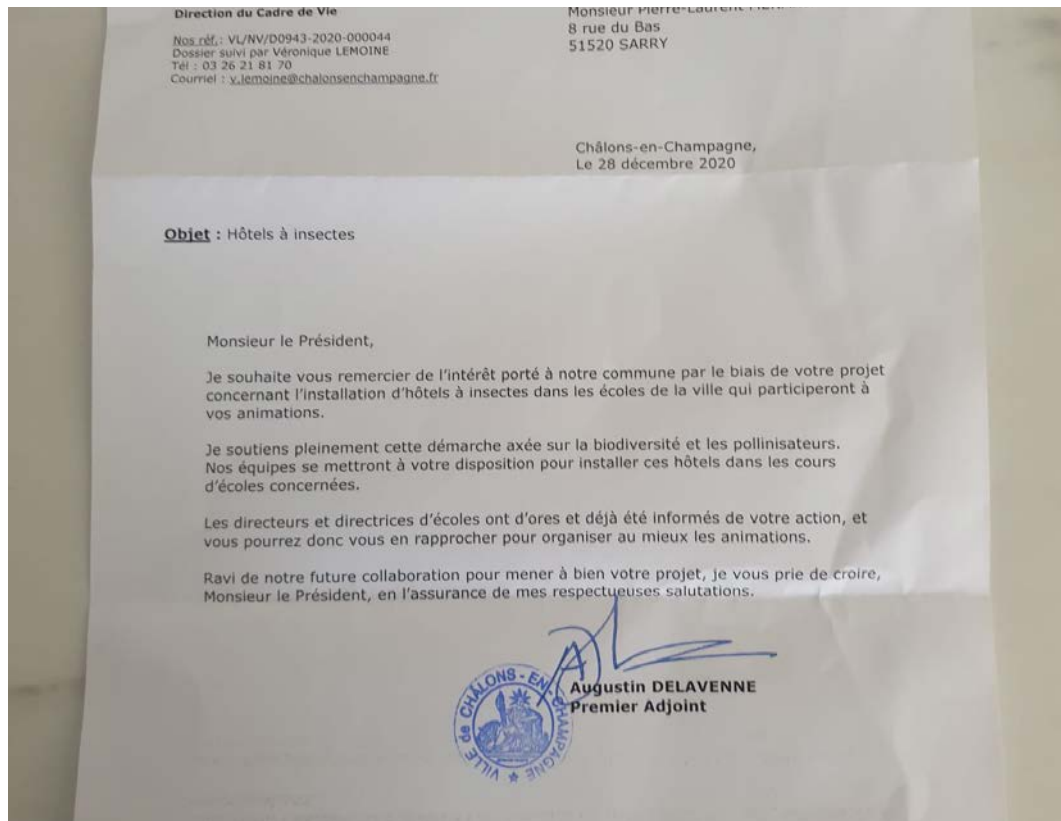 Direction du Cadre de Vie
Nos réf.: VL/NV/D0943-2020-000044
Dossier suivi par Véronique LEMOINE
Tél : 03 26 21 81 70
Courriel : v.lemoine@chalonsenchampagne.fr
Monsieur Pierre-Laurent
8 rue du Bas
51520 SARRY
Châlons-en-Champagne,
Le 28 décembre 2020
Objet : Hôtels à insectes
Monsieur le Président,
Je souhaite vous remercier de l'intérêt porté à notre commune par le biais de votre projet
concernant l'installation d'hôtels à insectes dans les écoles de la ville qui participeront à
vos animations.
Je soutiens pleinement cette démarche axée sur la biodiversité et les pollinisateurs.
Nos équipes se mettront à votre disposition pour installer ces hôtels dans les cours
d'écoles concernées.
Les directeurs et directrices d'écoles ont d'ores et déjà été informés de votre action, et
vous pourrez donc vous en rapprocher pour organiser au mieux les animations.
Ravi de notre future collaboration pour mener à bien votre projet, je vous prie de croire,
Monsieur le Président, en l'assurance de mes respectueuses salutations.
Augustin DELAVENNE
Premier Adjoint
VILLE de CHÂLONS-EN-CHAMPAGNE